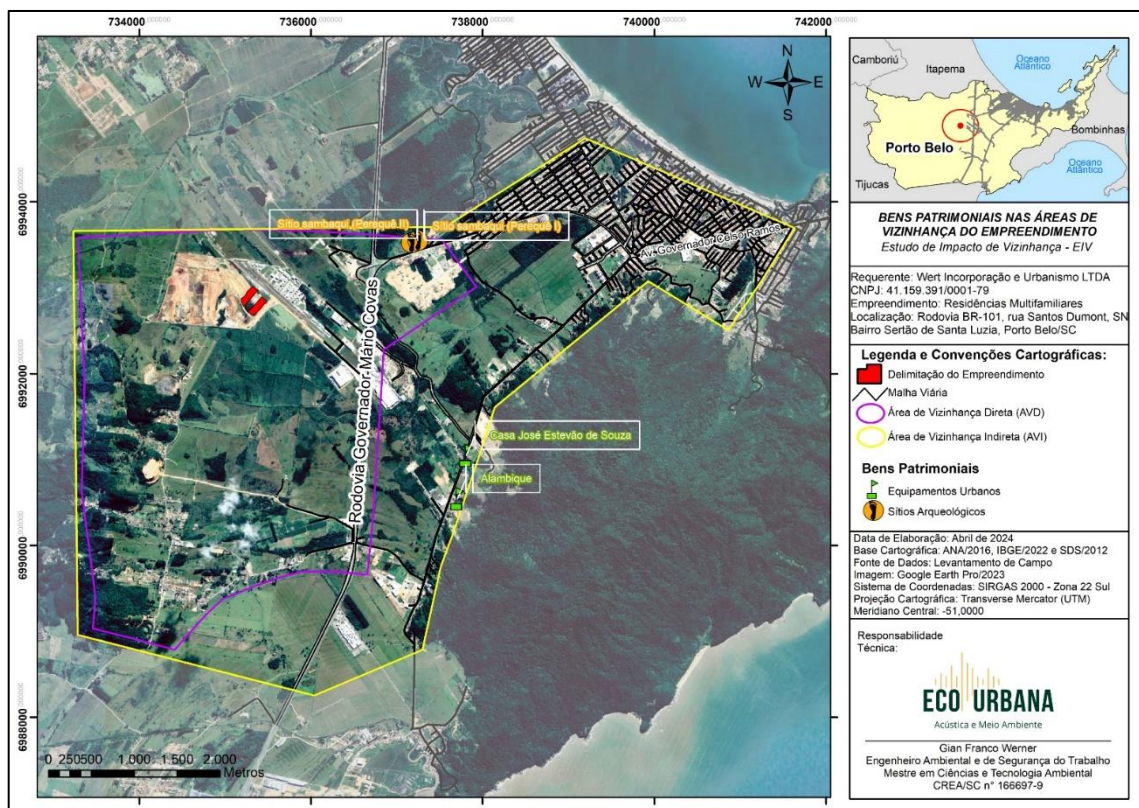 734000,000000
736000,000000
738000,000000
740000,000000
742000,000000
6994000,000000
6992000,000000
6990000,000000
6988000,000000
N
W E
S
Sítio sambaqui (Perequê II)
Sítio sambaqui (Perequê I)
Av. Governador Celso Ramos
Rodovia Governador Mário Covas
Casa José Estevão de Souza
Alambique
0 250500 1.000 1.500 2.000
Metros
Camboriú
Itapema
Oceano
Atlântico
Porto Belo
Bombinhas
Tijucas
Oceano
Atlântico
BENS PATRIMONIAIS NAS ÁREAS DE
VIZINHANÇA DO EMPREENDIMENTO
Estudo de Impacto de Vizinhança - EIV
Requerente: Wert Incorporação e Urbanismo LTDA
CNPJ: 41.159.391/0001-79
Empreendimento: Residências Multifamiliares
Localização: Rodovia BR-101, rua Santos Dumont, SN
Bairro Sertão de Santa Luzia, Porto Belo/SC
Legenda e Convenções Cartográficas:
Delimitação do Empreendimento
Malha Viária
Área de Vizinhança Direta (AVD)
Área de Vizinhança Indireta (AVI)
Bens Patrimoniais
Equipamentos Urbanos
Sítios Arqueológicos
Data de Elaboração: Abril de 2024
Base Cartográfica: ANA/2016, IBGE/2022 e SDS/2012
Fonte de Dados: Levantamento de Campo
Imagem: Google Earth Pro/2023
Sistema de Coordenadas: SIRGAS 2000 - Zona 22 Sul
Projeção Cartográfica: Transverse Mercator (UTM)
Meridiano Central: -51,0000
Responsabilidade
Técnica:
ECO URBANA
Acústica e Meio Ambiente
Gian Franco Werner
Engenheiro Ambiental e de Segurança do Trabalho
Mestre em Ciências e Tecnologia Ambiental
CREA/SC n° 166697-9